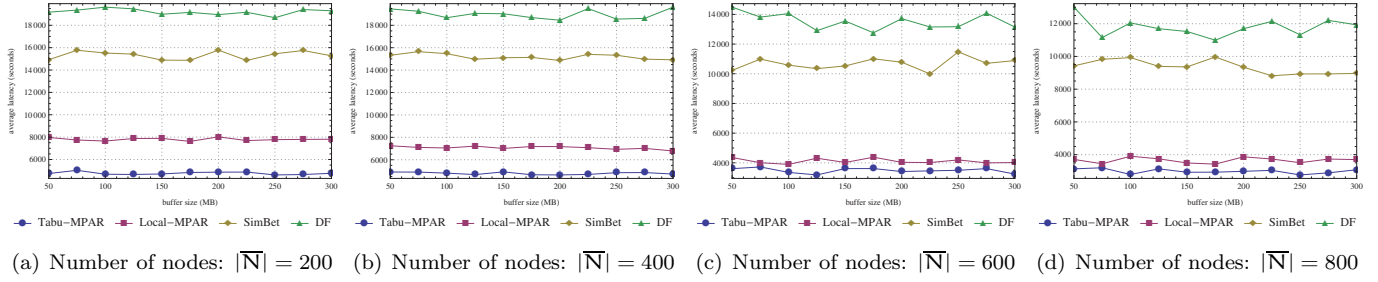 18000
16000
14000
12000
10000
8000
6000
average latency (seconds)
50 100 150 200 250 300
buffer size (MB)
Tabu−MPAR Local−MPAR SimBet DF
(a) Number of nodes: |N̅| = 200
18000
16000
14000
12000
10000
8000
6000
average latency (seconds)
50 100 150 200 250 300
buffer size (MB)
Tabu−MPAR Local−MPAR SimBet DF
(b) Number of nodes: |N̅| = 400
14000
12000
10000
8000
6000
4000
average latency (seconds)
50 100 150 200 250 300
buffer size (MB)
Tabu−MPAR Local−MPAR SimBet DF
(c) Number of nodes: |N̅| = 600
12000
10000
8000
6000
4000
average latency (seconds)
50 100 150 200 250 300
buffer size (MB)
Tabu−MPAR Local−MPAR SimBet DF
(d) Number of nodes: |N̅| = 800